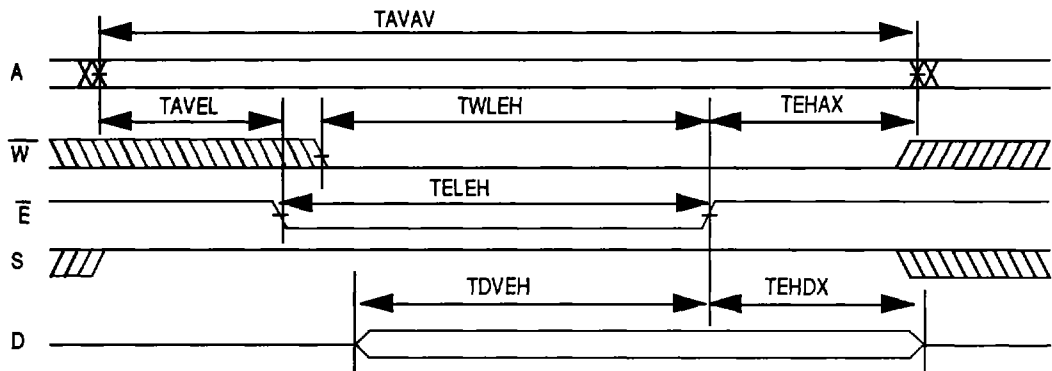 TAVAV
A
TAVEL TWLEH TEHAX
W
TELEH
E
S
TDVEH TEHDX
D